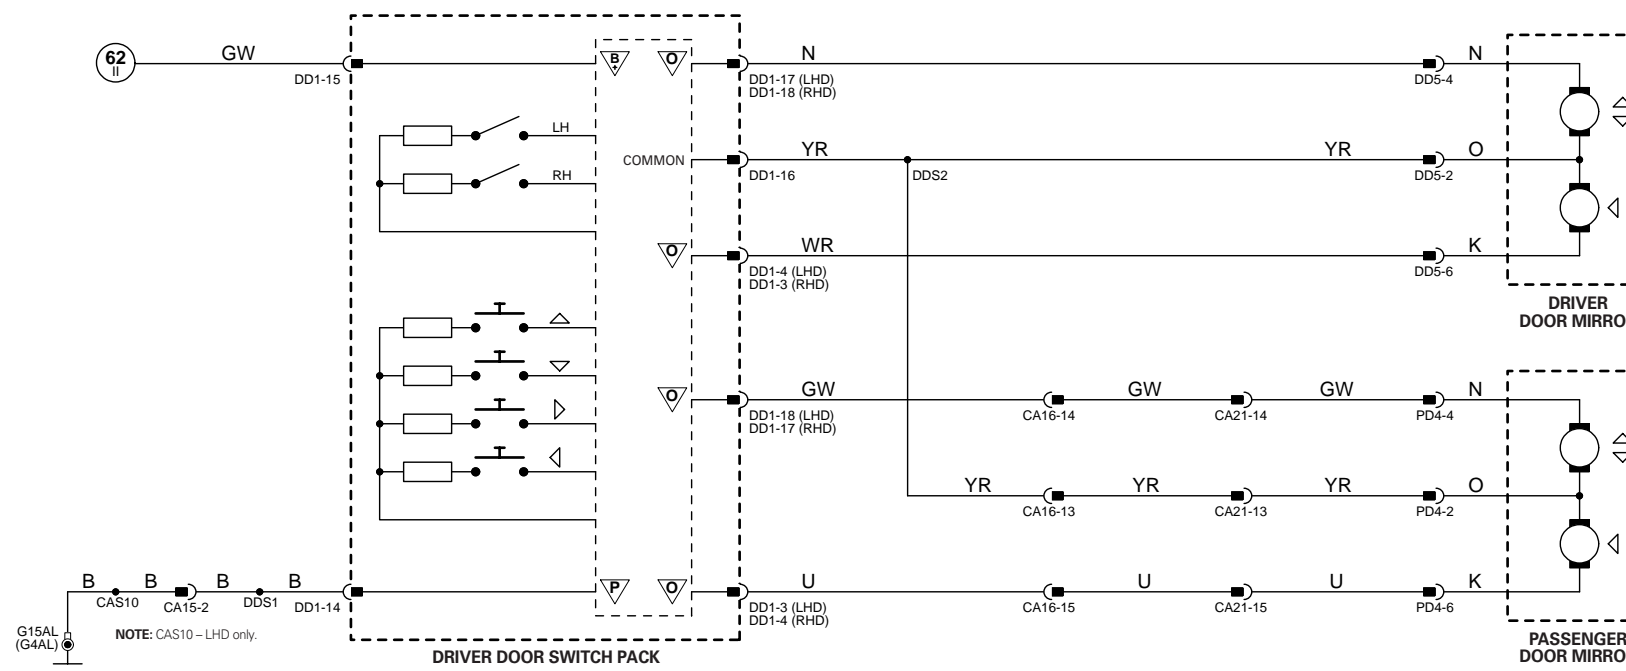 62
II
GW
DD1-15
B
+
O
N
DD1-17 (LHD)
DD1-18 (RHD)
DD5-4
N
LH
RH
COMMON
YR
DD1-16
DDS2
YR
DD5-2
O
O
WR
DD1-4 (LHD)
DD1-3 (RHD)
DD5-6
K
DRIVER
DOOR MIRRO
O
GW
DD1-18 (LHD)
DD1-17 (RHD)
CA16-14
GW
CA21-14
GW
PD4-4
N
YR
CA16-13
YR
CA21-13
YR
PD4-2
O
B
CAS10
B
CA15-2
B
DDS1
B
DD1-14
P
O
U
DD1-3 (LHD)
DD1-4 (RHD)
CA16-15
U
CA21-15
U
PD4-6
K
G15AL
(G4AL)
NOTE: CAS10 – LHD only.
DRIVER DOOR SWITCH PACK
PASSENGER
DOOR MIRRO